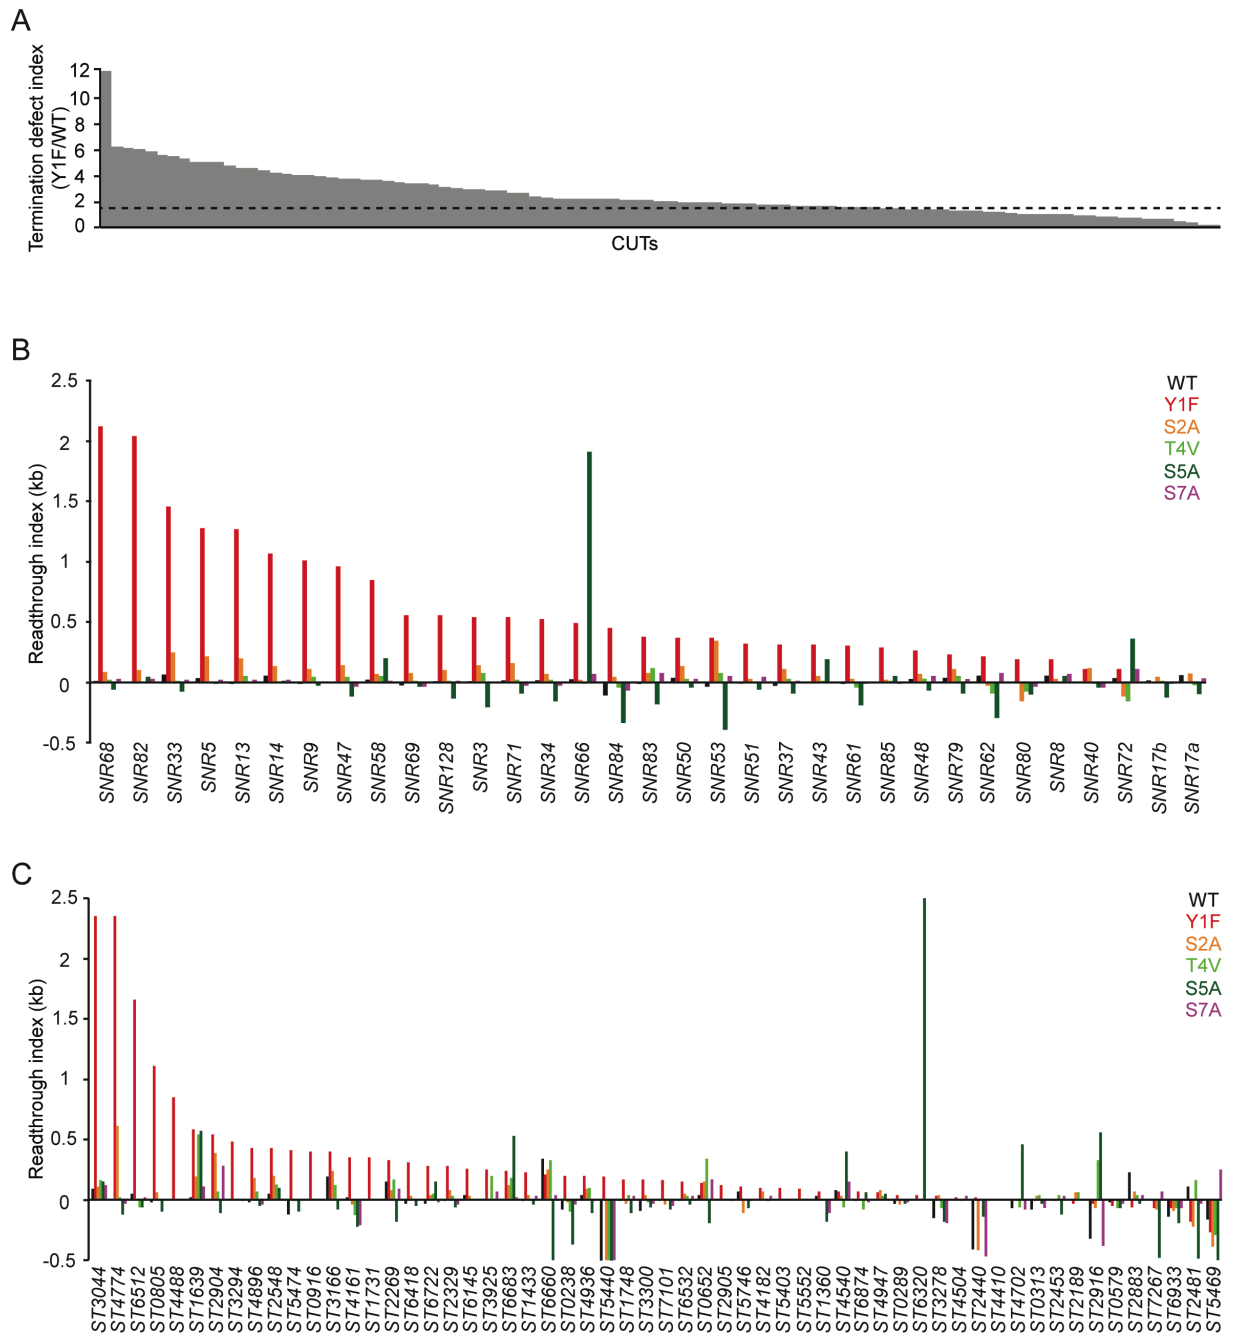 A
Termination defect index
(Y1F/WT)
12
10
8
6
4
2
0
CUTs
B
Readthrough index (kb)
2.5
2
1.5
1
0.5
0
-0.5
WT
Y1F
S2A
T4V
S5A
S7A
SNR68
SNR82
SNR33
SNR5
SNR13
SNR14
SNR9
SNR47
SNR58
SNR69
SNR128
SNR3
SNR71
SNR34
SNR66
SNR84
SNR83
SNR50
SNR53
SNR51
SNR37
SNR43
SNR61
SNR85
SNR48
SNR79
SNR62
SNR80
SNR8
SNR40
SNR72
SNR17b
SNR17a
C
Readthrough index (kb)
2.5
2
1.5
1
0.5
0
-0.5
WT
Y1F
S2A
T4V
S5A
S7A
ST3044
ST4774
ST6512
ST0805
ST4488
ST1639
ST2904
ST3294
ST4896
ST2548
ST5474
ST0916
ST3166
ST4161
ST1731
ST2269
ST6418
ST6722
ST2329
ST6145
ST3925
ST6683
ST1433
ST6660
ST0238
ST4936
ST5440
ST1748
ST3300
ST7101
ST6532
ST0652
ST5746
ST4182
ST5403
ST5552
ST1360
ST4540
ST6874
ST4947
ST0289
ST6320
ST3278
ST4504
ST2440
ST4410
ST4702
ST0313
ST2453
ST2189
ST2916
ST0579
ST2883
ST7267
ST6933
ST2481
ST5469